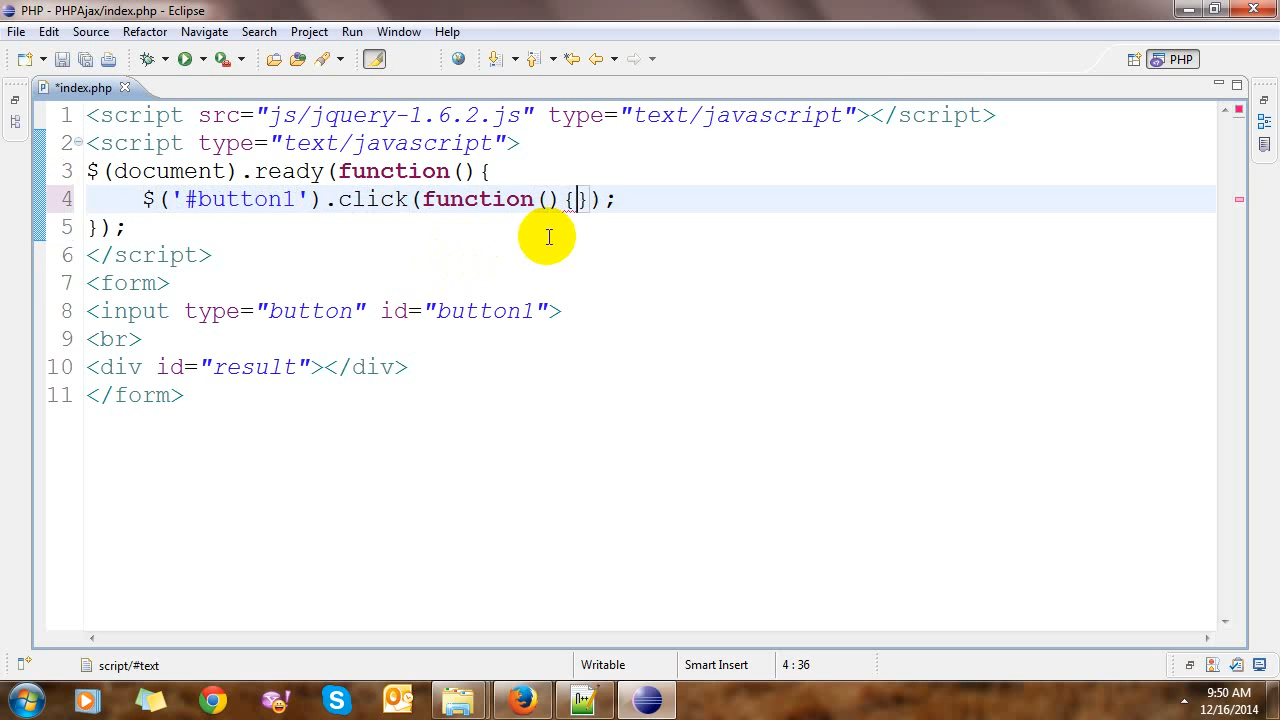 PHP - PHPAjax/index.php - Eclipse
File Edit Source Refactor Navigate Search Project Run Window Help
PHP
*index.php
1 <script src="js/jquery-1.6.2.js" type="text/javascript"></script>
2 <script type="text/javascript">
3 $(document).ready(function(){
4 $('#button1').click(function(){});
5 });
6 </script>
7 <form>
8 <input type="button" id="button1">
9 <br>
10 <div id="result"></div>
11 </form>
script/#text Writable Smart Insert 4 : 36
9:50 AM
12/16/2014